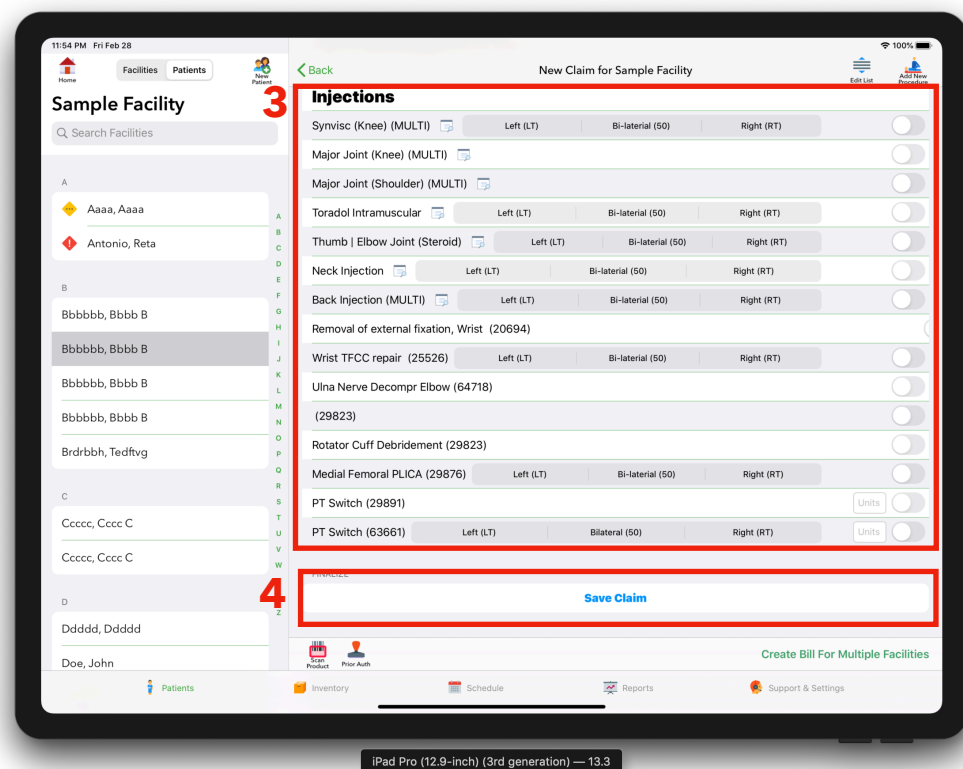 11:54 PM Fri Feb 28
100%
Home
Facilities Patients
New Patient
Sample Facility
Search Facilities
A
Aaaa, Aaaa
Antonio, Reta
B
Bbbbbb, Bbbb B
Bbbbbb, Bbbb B
Bbbbbb, Bbbb B
Bbbbbb, Bbbb B
Brdrbbh, Tedftvg
C
Ccccc, Cccc C
Ccccc, Cccc C
D
Ddddd, Ddddd
Doe, John
A
B
C
D
E
F
G
H
I
J
K
L
M
N
O
P
Q
R
S
T
U
V
W
Z
Back
New Claim for Sample Facility
Edit List
Add New Procedure
3
Injections
Synvisc (Knee) (MULTI) Left (LT) Bi-laterial (50) Right (RT)
Major Joint (Knee) (MULTI)
Major Joint (Shoulder) (MULTI)
Toradol Intramuscular Left (LT) Bi-laterial (50) Right (RT)
Thumb | Elbow Joint (Steroid) Left (LT) Bi-laterial (50) Right (RT)
Neck Injection Left (LT) Bi-laterial (50) Right (RT)
Back Injection (MULTI) Left (LT) Bi-laterial (50) Right (RT)
Removal of external fixation, Wrist (20694)
Wrist TFCC repair (25526) Left (LT) Bi-laterial (50) Right (RT)
Ulna Nerve Decompr Elbow (64718)
(29823)
Rotator Cuff Debridement (29823)
Medial Femoral PLICA (29876) Left (LT) Bi-laterial (50) Right (RT)
PT Switch (29891) Units
PT Switch (63661) Left (LT) Bilateral (50) Right (RT) Units
4
FINALIZE
Save Claim
Scan Product
Prior Auth
Create Bill For Multiple Facilities
Patients Inventory Schedule Reports Support & Settings
iPad Pro (12.9-inch) (3rd generation) — 13.3